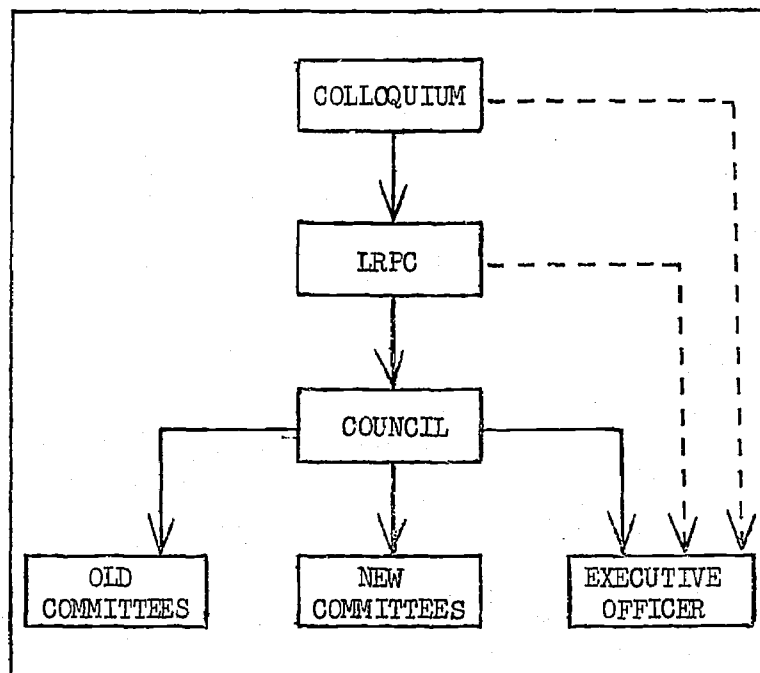 COLLOQUIUM
LRPC
COUNCIL
OLD
COMMITTEES
NEW
COMMITTEES
EXECUTIVE
OFFICER